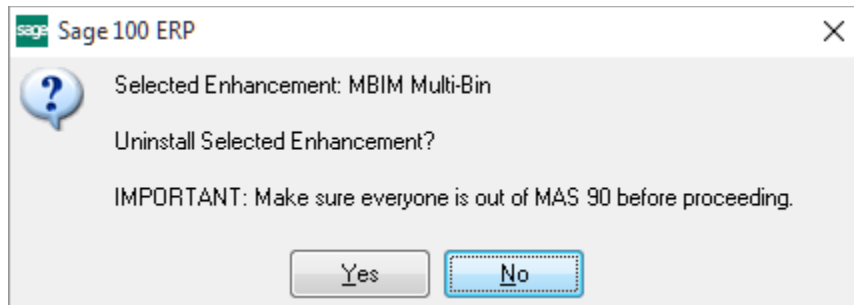 sage Sage 100 ERP
Selected Enhancement: MBIM Multi-Bin
Uninstall Selected Enhancement?
IMPORTANT: Make sure everyone is out of MAS 90 before proceeding.
Yes No